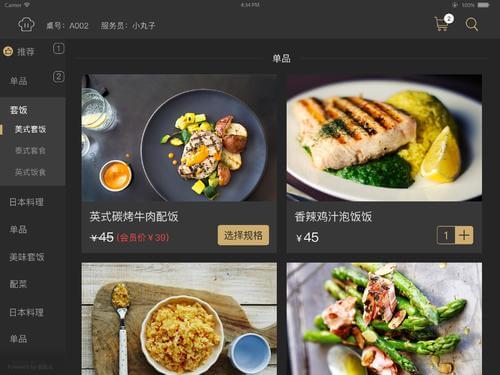 Carrier
4:34 PM
100%
桌号：A002 服务员：小丸子
2
推荐 1
单品 2
套饭
美式套饭
泰式套食
英式饭食
日本料理
单品
美味套饭
配菜
日本料理
单品
单品
英式碳烤牛肉配饭
¥45 (会员价¥39)
选择规格
香辣鸡汁泡饭饭
¥45
1 +